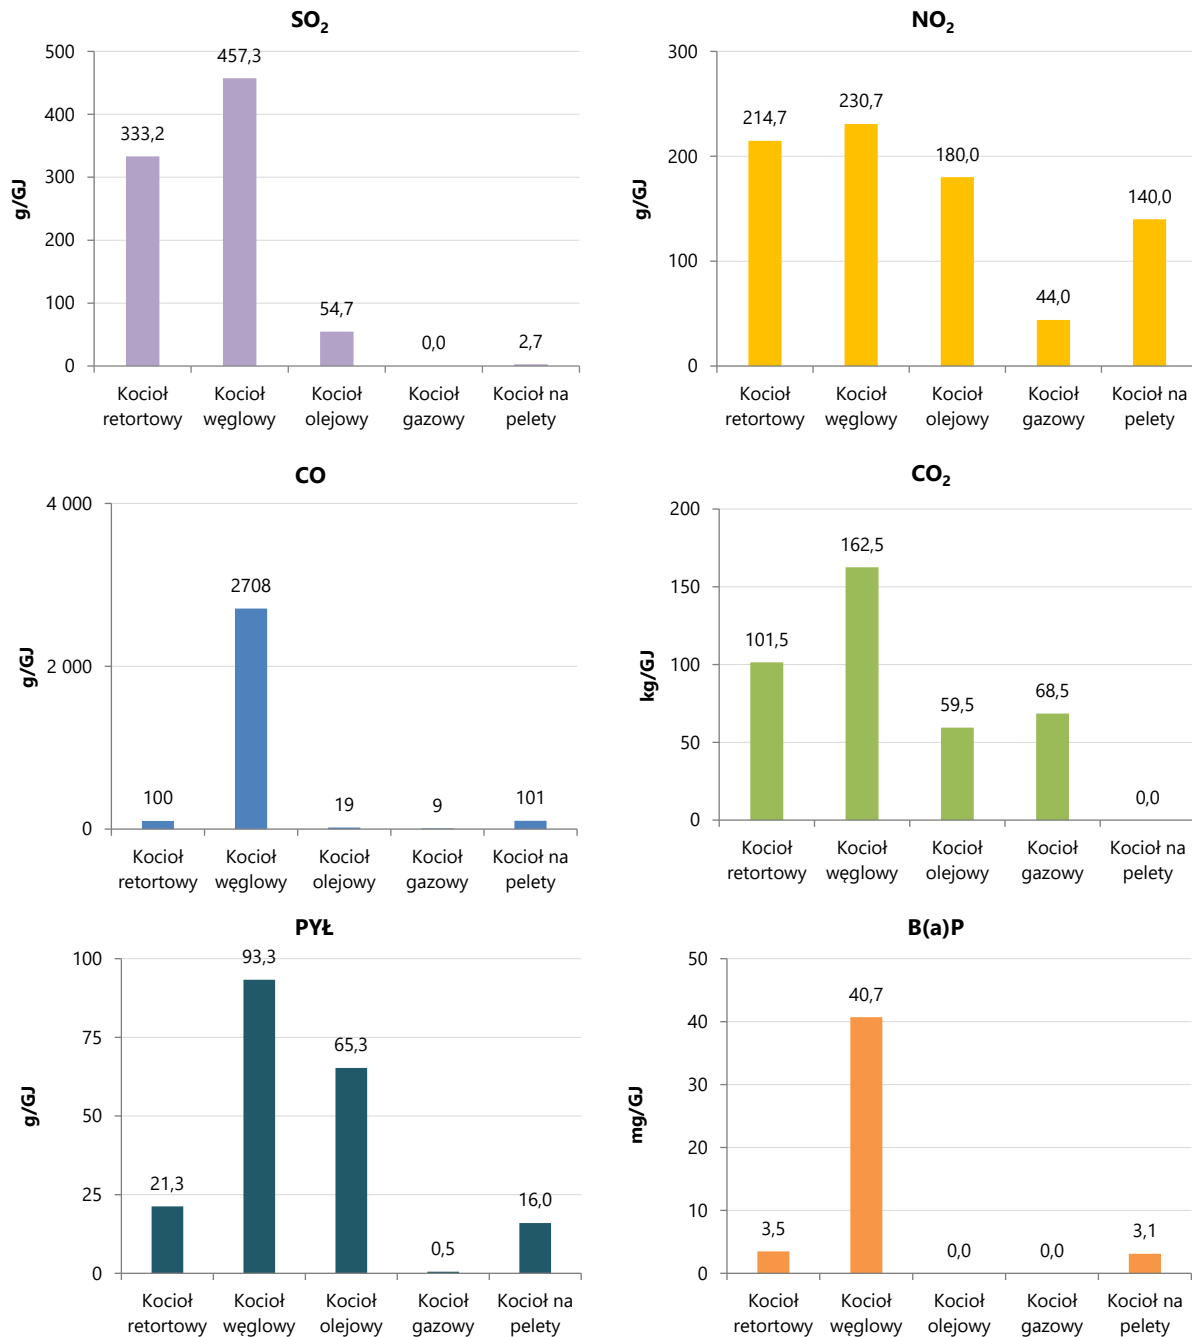 SO₂
500
400
300
200
100
0
g/GJ
333,2
457,3
54,7
0,0
2,7
Kocioł retortowy
Kocioł węglowy
Kocioł olejowy
Kocioł gazowy
Kocioł na pelety
NO₂
300
200
100
0
g/GJ
214,7
230,7
180,0
44,0
140,0
Kocioł retortowy
Kocioł węglowy
Kocioł olejowy
Kocioł gazowy
Kocioł na pelety
CO
4 000
2 000
0
g/GJ
100
2708
19
9
101
Kocioł retortowy
Kocioł węglowy
Kocioł olejowy
Kocioł gazowy
Kocioł na pelety
CO₂
200
150
100
50
0
kg/GJ
101,5
162,5
59,5
68,5
0,0
Kocioł retortowy
Kocioł węglowy
Kocioł olejowy
Kocioł gazowy
Kocioł na pelety
PYŁ
100
75
50
25
0
g/GJ
21,3
93,3
65,3
0,5
16,0
Kocioł retortowy
Kocioł węglowy
Kocioł olejowy
Kocioł gazowy
Kocioł na pelety
B(a)P
50
40
30
20
10
0
mg/GJ
3,5
40,7
0,0
0,0
3,1
Kocioł retortowy
Kocioł węglowy
Kocioł olejowy
Kocioł gazowy
Kocioł na pelety